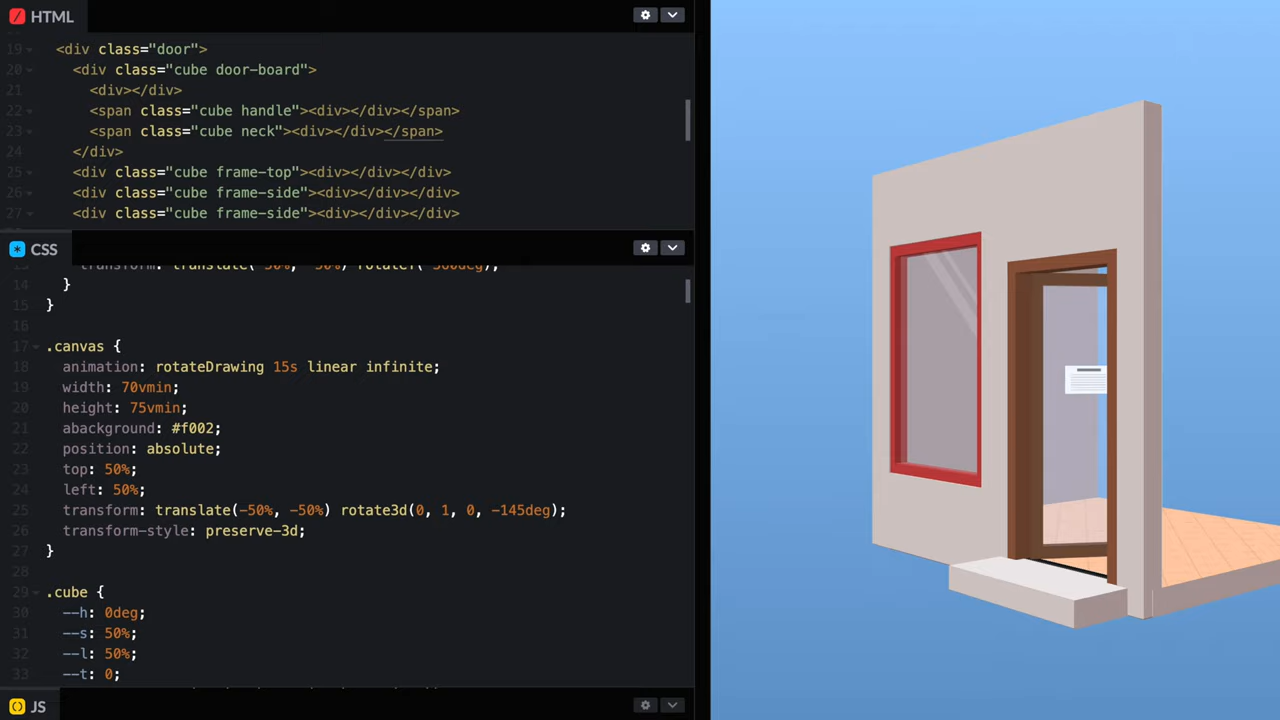 HTML
19 <div class="door">
20 <div class="cube door-board">
21 <div></div>
22 <span class="cube handle"><div></div></span>
23 <span class="cube neck"><div></div></span>
24 </div>
25 <div class="cube frame-top"><div></div></div>
26 <div class="cube frame-side"><div></div></div>
27 <div class="cube frame-side"><div></div></div>
CSS
14 }
15 }
16
17 .canvas {
18 animation: rotateDrawing 15s linear infinite;
19 width: 70vmin;
20 height: 75vmin;
21 abackground: #f002;
22 position: absolute;
23 top: 50%;
24 left: 50%;
25 transform: translate(-50%, -50%) rotate3d(0, 1, 0, -145deg);
26 transform-style: preserve-3d;
27 }
28
29 .cube {
30 --h: 0deg;
31 --s: 50%;
32 --l: 50%;
33 --t: 0;
JS